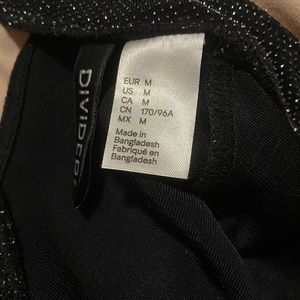 DIVIDED
EUR M
US M
CA M
CN 170/96A
MX M
Made in
Bangladesh
Fabriqué en
Bangladesh